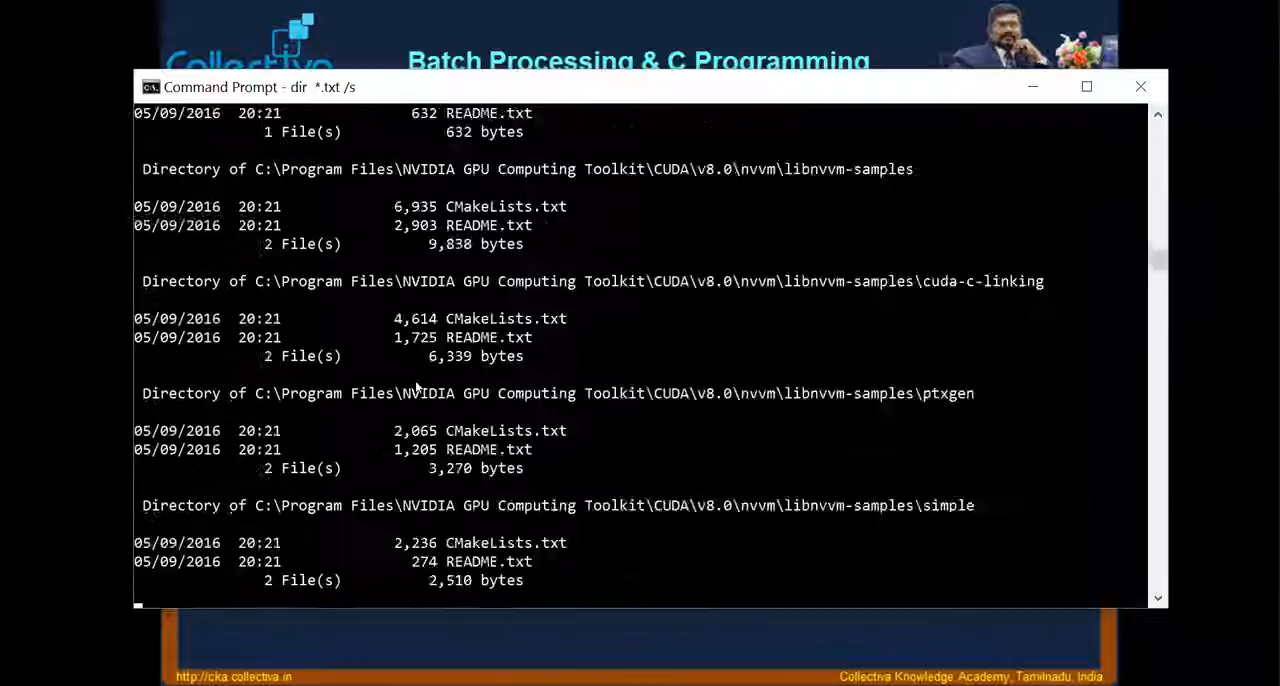 Collectiva
Batch Processing & C Programming
Command Prompt - dir  *.txt /s
05/09/2016  20:21               632 README.txt
               1 File(s)            632 bytes
 Directory of C:\Program Files\NVIDIA GPU Computing Toolkit\CUDA\v8.0\nvvm\libnvvm-samples
05/09/2016  20:21             6,935 CMakeLists.txt
05/09/2016  20:21             2,903 README.txt
               2 File(s)          9,838 bytes
 Directory of C:\Program Files\NVIDIA GPU Computing Toolkit\CUDA\v8.0\nvvm\libnvvm-samples\cuda-c-linking
05/09/2016  20:21             4,614 CMakeLists.txt
05/09/2016  20:21             1,725 README.txt
               2 File(s)          6,339 bytes
 Directory of C:\Program Files\NVIDIA GPU Computing Toolkit\CUDA\v8.0\nvvm\libnvvm-samples\ptxgen
05/09/2016  20:21             2,065 CMakeLists.txt
05/09/2016  20:21             1,205 README.txt
               2 File(s)          3,270 bytes
 Directory of C:\Program Files\NVIDIA GPU Computing Toolkit\CUDA\v8.0\nvvm\libnvvm-samples\simple
05/09/2016  20:21             2,236 CMakeLists.txt
05/09/2016  20:21               274 README.txt
               2 File(s)          2,510 bytes
http://cka.collectiva.in
Collectiva Knowledge Academy, Tamilnadu, India